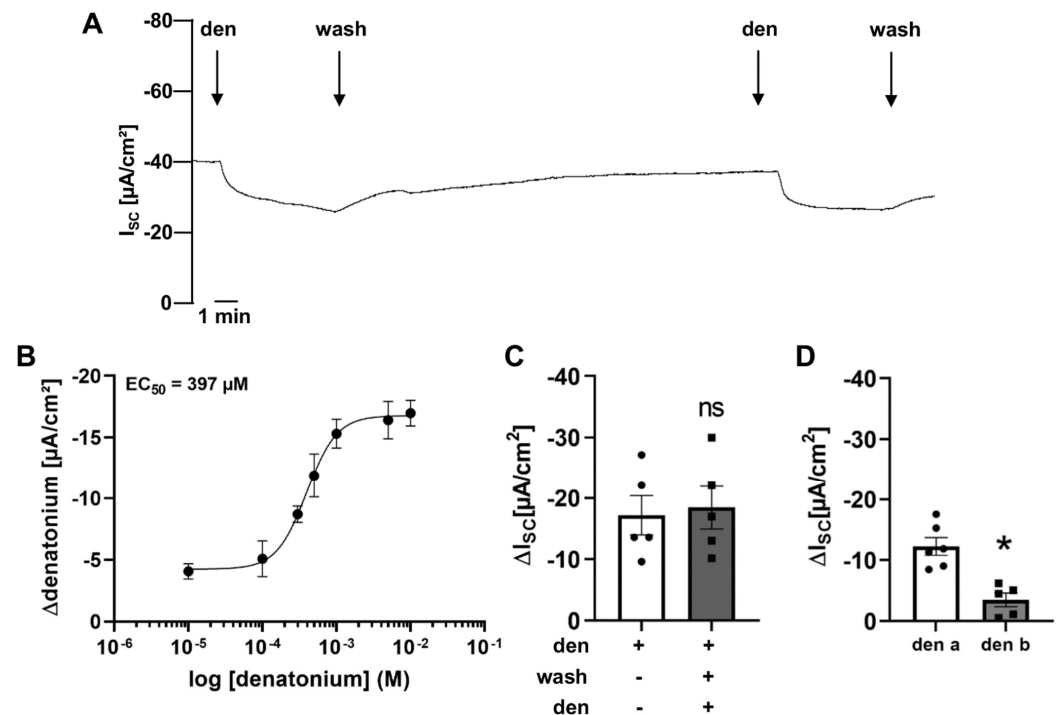 A
den
wash
den
wash
-80
-60
-40
-20
0
I_SC [µA/cm²]
1 min
B
EC₅₀ = 397 µM
-20
-15
-10
-5
0
Δdenatonium [µA/cm²]
10⁻⁶ 10⁻⁵ 10⁻⁴ 10⁻³ 10⁻² 10⁻¹
log [denatonium] (M)
C
ns
-40
-30
-20
-10
0
ΔI_SC[µA/cm²]
den + +
wash - +
den - +
D
*
-40
-30
-20
-10
0
ΔI_SC[µA/cm²]
den a den b